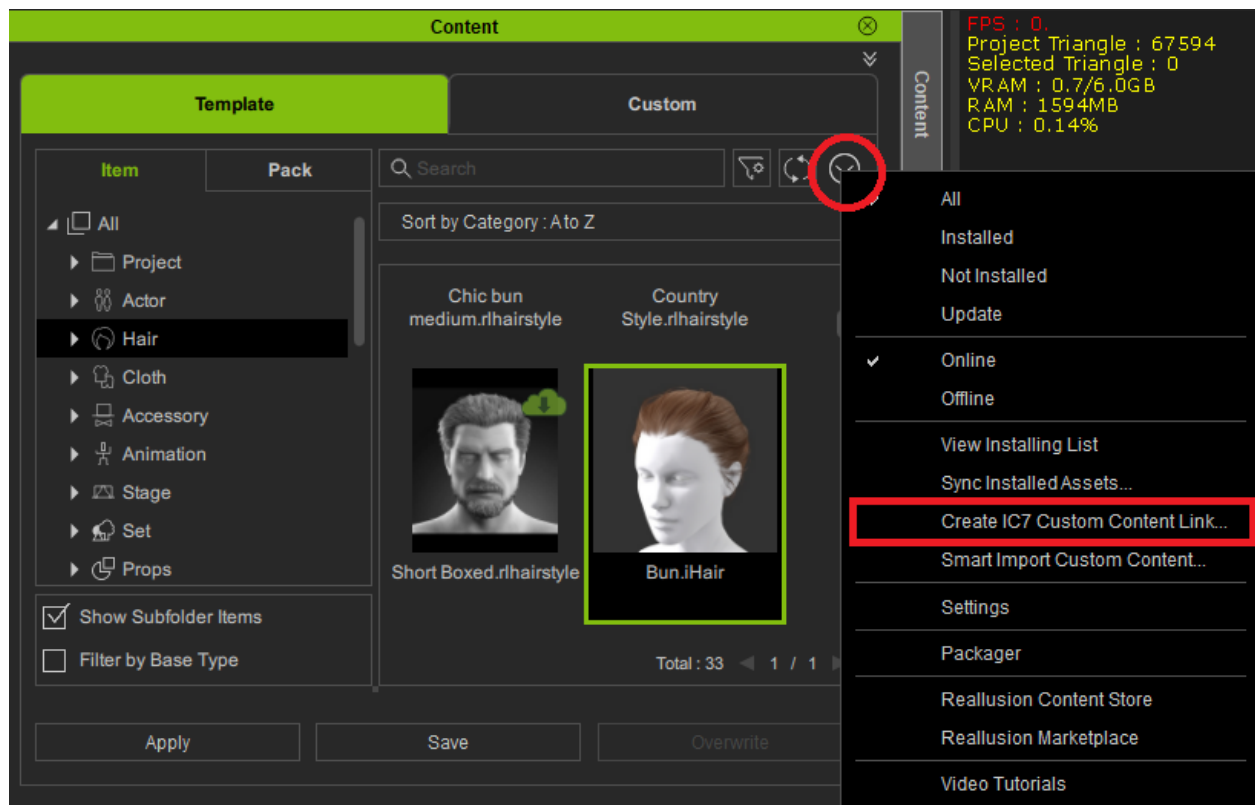 Content
FPS : 0.
Project Triangle : 67594
Selected Triangle : 0
VRAM : 0.7/6.0GB
RAM : 1594MB
CPU : 0.14%
Content
Template
Custom
Item
Pack
Search
All
Project
Actor
Hair
Cloth
Accessory
Animation
Stage
Set
Props
Show Subfolder Items
Filter by Base Type
Sort by Category : A to Z
Chic bun
medium.rlhairstyle
Country
Style.rlhairstyle
Short Boxed.rlhairstyle
Bun.iHair
Total : 33
1 / 1
Apply
Save
Overwrite
All
Installed
Not Installed
Update
Online
Offline
View Installing List
Sync Installed Assets...
Create IC7 Custom Content Link...
Smart Import Custom Content...
Settings
Packager
Reallusion Content Store
Reallusion Marketplace
Video Tutorials